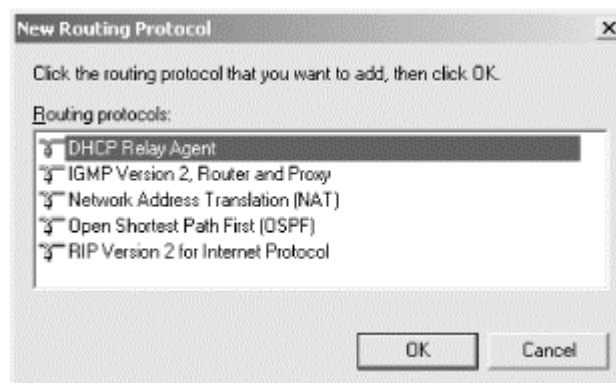 New Routing Protocol
Click the routing protocol that you want to add, then click OK.
Routing protocols:
DHCP Relay Agent
IGMP Version 2, Router and Proxy
Network Address Translation (NAT)
Open Shortest Path First (OSPF)
RIP Version 2 for Internet Protocol
OK Cancel